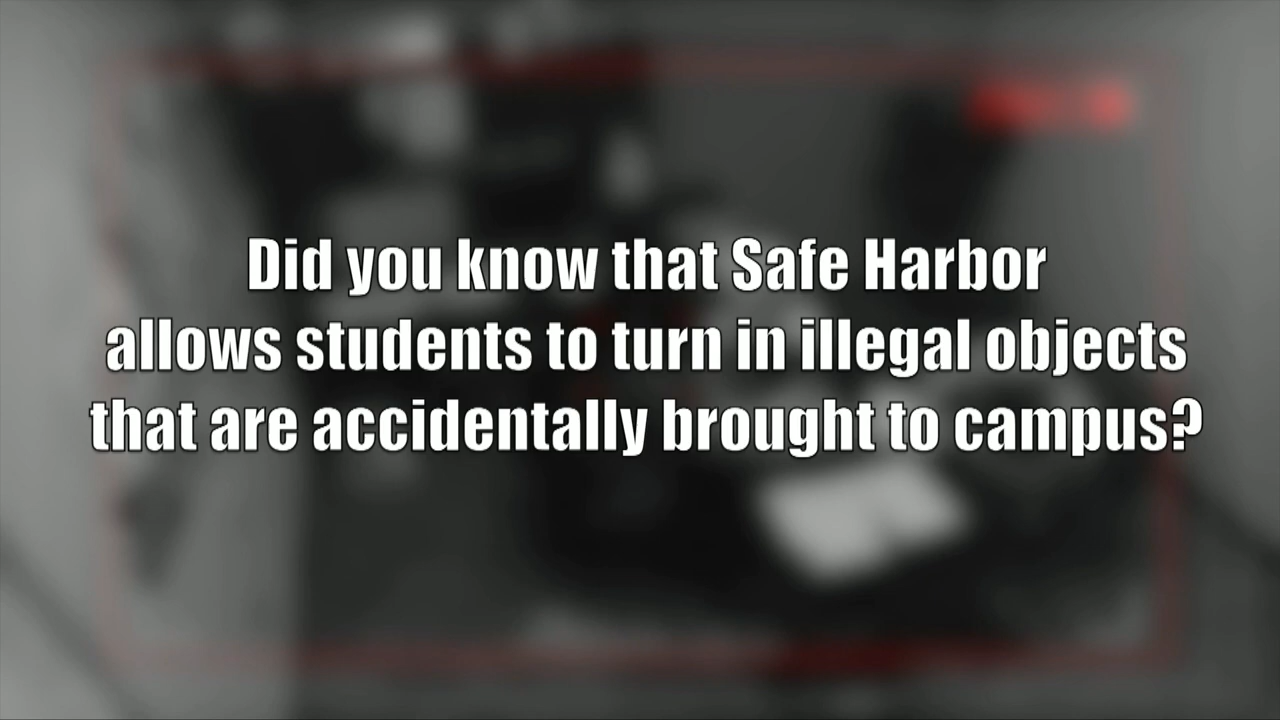 Did you know that Safe Harbor
allows students to turn in illegal objects
that are accidentally brought to campus?